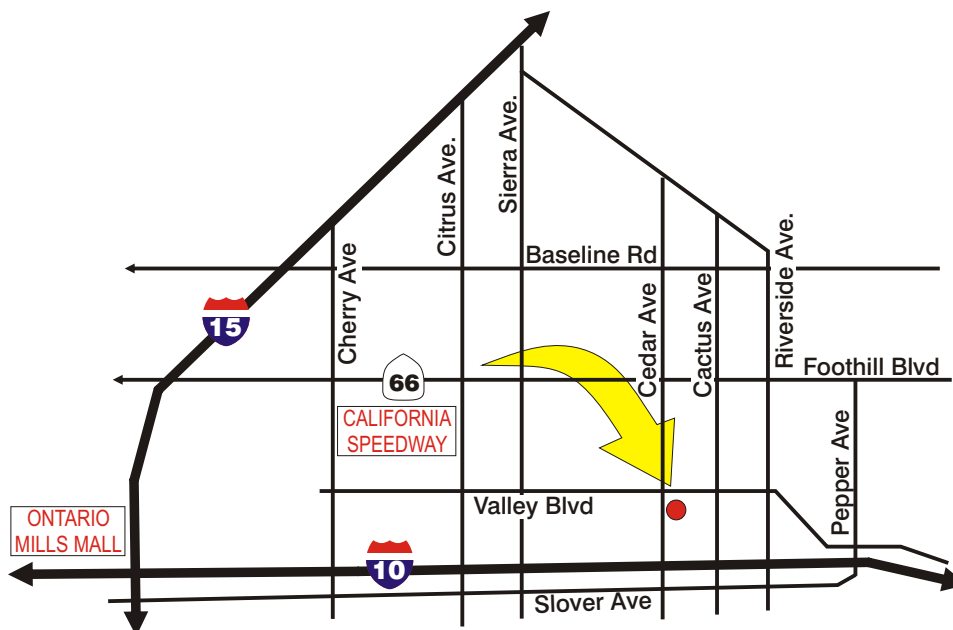 Citrus Ave.
Sierra Ave.
Baseline Rd
Cherry Ave
Riverside Ave.
15
Cedar Ave
Cactus Ave
Foothill Blvd
66
CALIFORNIA
SPEEDWAY
Pepper Ave
Valley Blvd
ONTARIO
MILLS MALL
10
Slover Ave